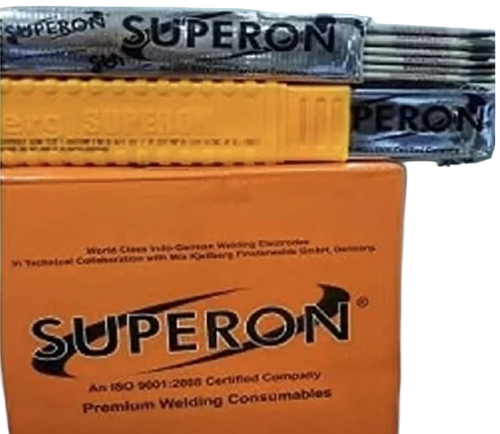 SUPERON SUPERON
SUPERON
PERON
World Class Indo-German Welding Electrodes
in Technical Collaboration with M/s Kjellberg Finsterwalde GmbH, Germany.
SUPERON®
An ISO 9001:2008 Certified Company
Premium Welding Consumables